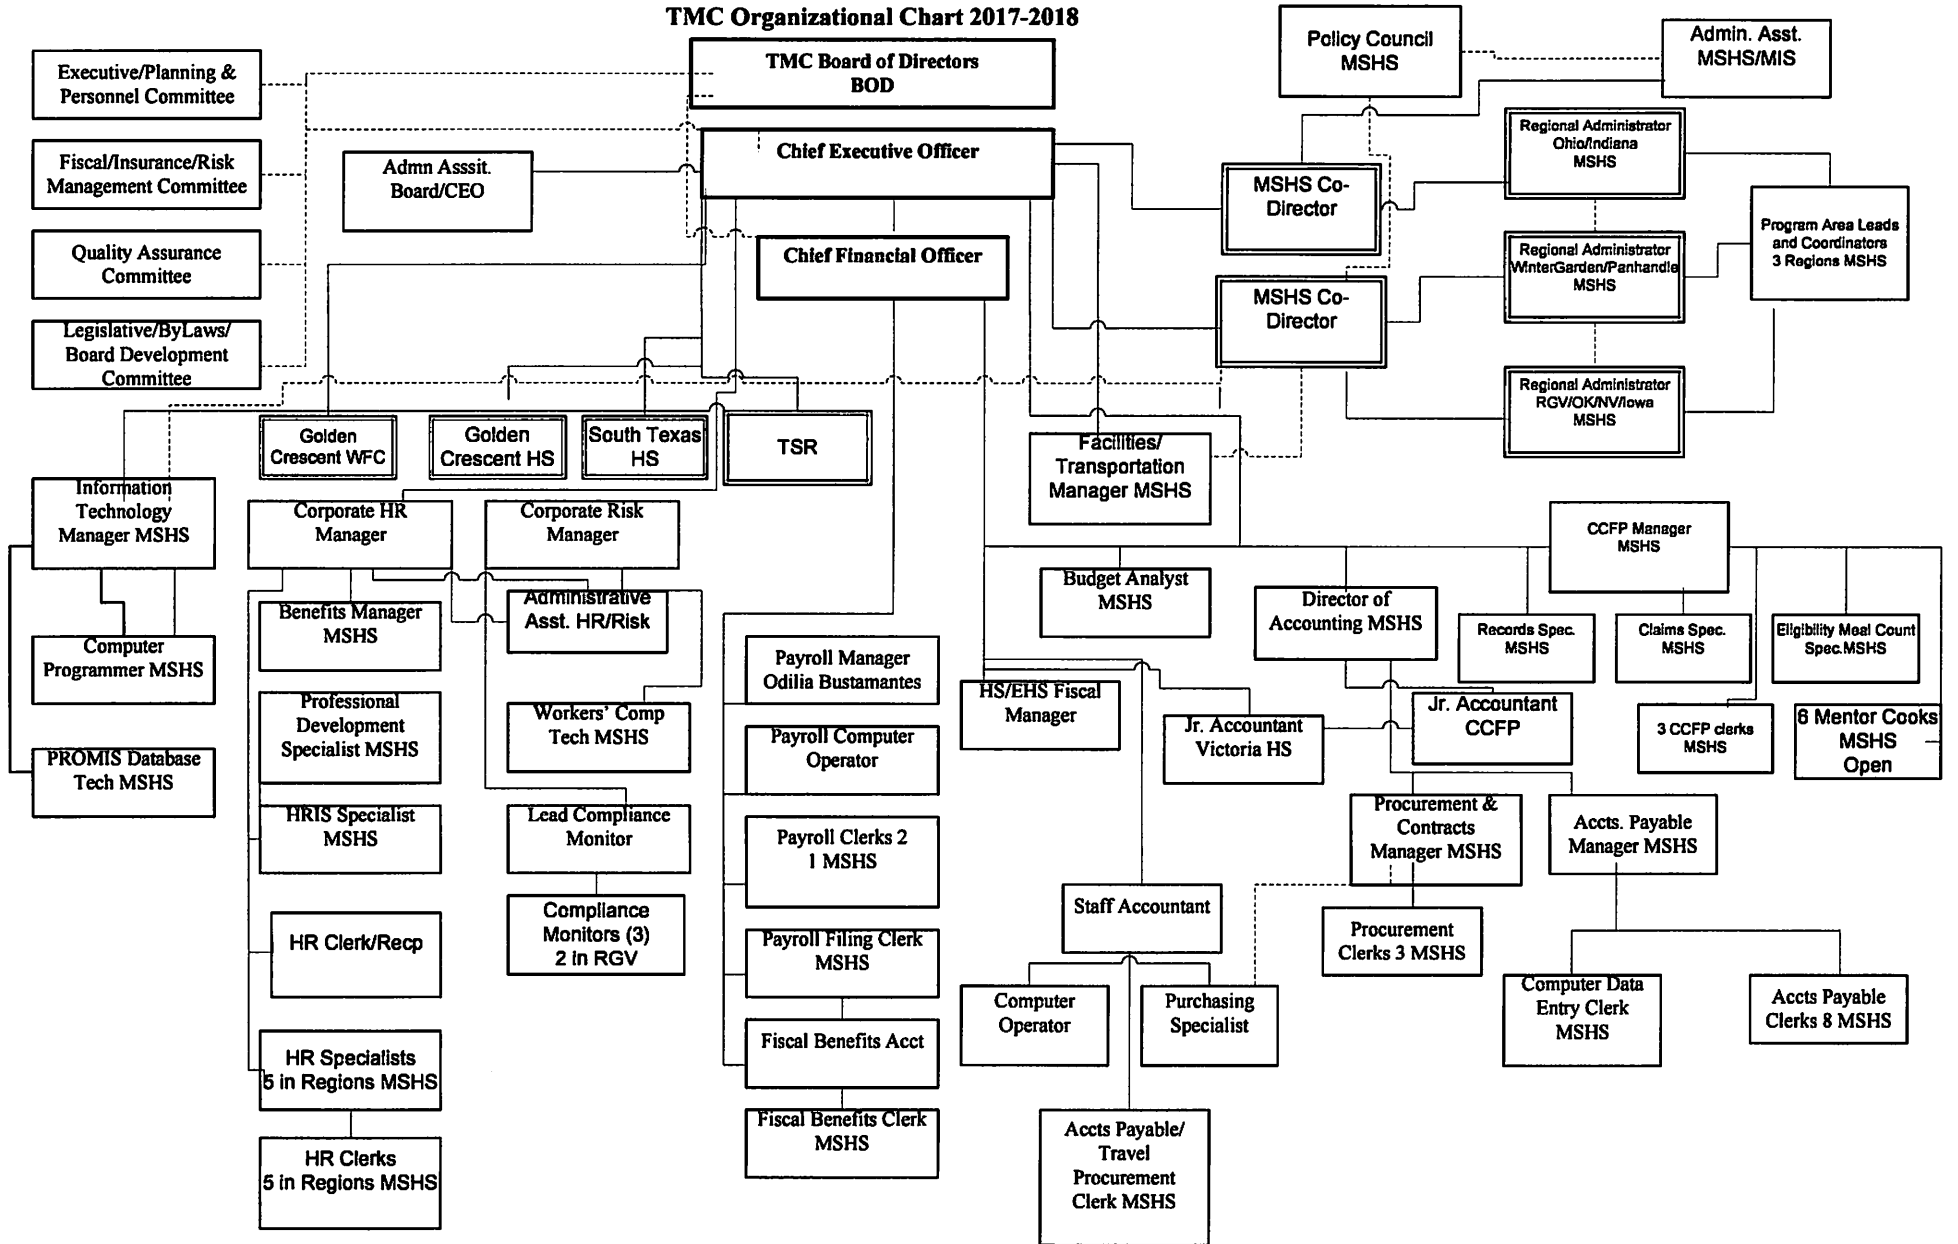 TMC Organizational Chart 2017-2018
TMC Board of Directors
BOD
Policy Council
MSHS
Admin. Asst.
MSHS/MIS
Executive/Planning &
Personnel Committee
Fiscal/Insurance/Risk
Management Committee
Quality Assurance
Committee
Legislative/ByLaws/
Board Development
Committee
Admn Asssit.
Board/CEO
Chief Executive Officer
Chief Financial Officer
MSHS Co-
Director
MSHS Co-
Director
Regional Administrator
Ohio/Indiana
MSHS
Regional Administrator
WinterGarden/Panhandle
MSHS
Regional Administrator
RGV/OK/NV/Iowa
MSHS
Program Area Leads
and Coordinators
3 Regions MSHS
Golden
Crescent WFC
Golden
Crescent HS
South Texas
HS
TSR
Facilities/
Transportation
Manager MSHS
Information
Technology
Manager MSHS
Computer
Programmer MSHS
PROMIS Database
Tech MSHS
Corporate HR
Manager
Benefits Manager
MSHS
Professional
Development
Specialist MSHS
HRIS Specialist
MSHS
HR Clerk/Recp
HR Specialists
5 in Regions MSHS
HR Clerks
5 in Regions MSHS
Corporate Risk
Manager
Administrative
Asst. HR/Risk
Workers' Comp
Tech MSHS
Lead Compliance
Monitor
Compliance
Monitors (3)
2 in RGV
Payroll Manager
Odilia Bustamantes
Payroll Computer
Operator
Payroll Clerks 2
1 MSHS
Payroll Filing Clerk
MSHS
Fiscal Benefits Acct
Fiscal Benefits Clerk
MSHS
Budget Analyst
MSHS
HS/EHS Fiscal
Manager
Jr. Accountant
Victoria HS
Director of
Accounting MSHS
Jr. Accountant
CCFP
CCFP Manager
MSHS
Records Spec.
MSHS
Claims Spec.
MSHS
Eligibility Meal Count
Spec.MSHS
3 CCFP clerks
MSHS
6 Mentor Cooks
MSHS
Open
Procurement &
Contracts
Manager MSHS
Accts. Payable
Manager MSHS
Staff Accountant
Procurement
Clerks 3 MSHS
Computer
Operator
Purchasing
Specialist
Computer Data
Entry Clerk
MSHS
Accts Payable
Clerks 8 MSHS
Accts Payable/
Travel
Procurement
Clerk MSHS